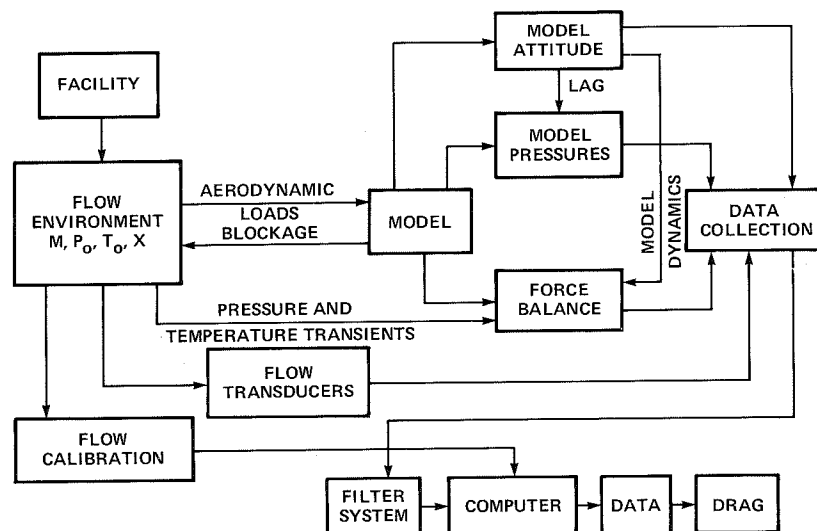 MODEL
ATTITUDE
FACILITY
LAG
MODEL
PRESSURES
FLOW
ENVIRONMENT
M, Po, To, X
AERODYNAMIC
LOADS
BLOCKAGE
MODEL
MODEL
DYNAMICS
DATA
COLLECTION
FORCE
BALANCE
PRESSURE AND
TEMPERATURE TRANSIENTS
FLOW
TRANSDUCERS
FLOW
CALIBRATION
FILTER
SYSTEM
COMPUTER
DATA
DRAG